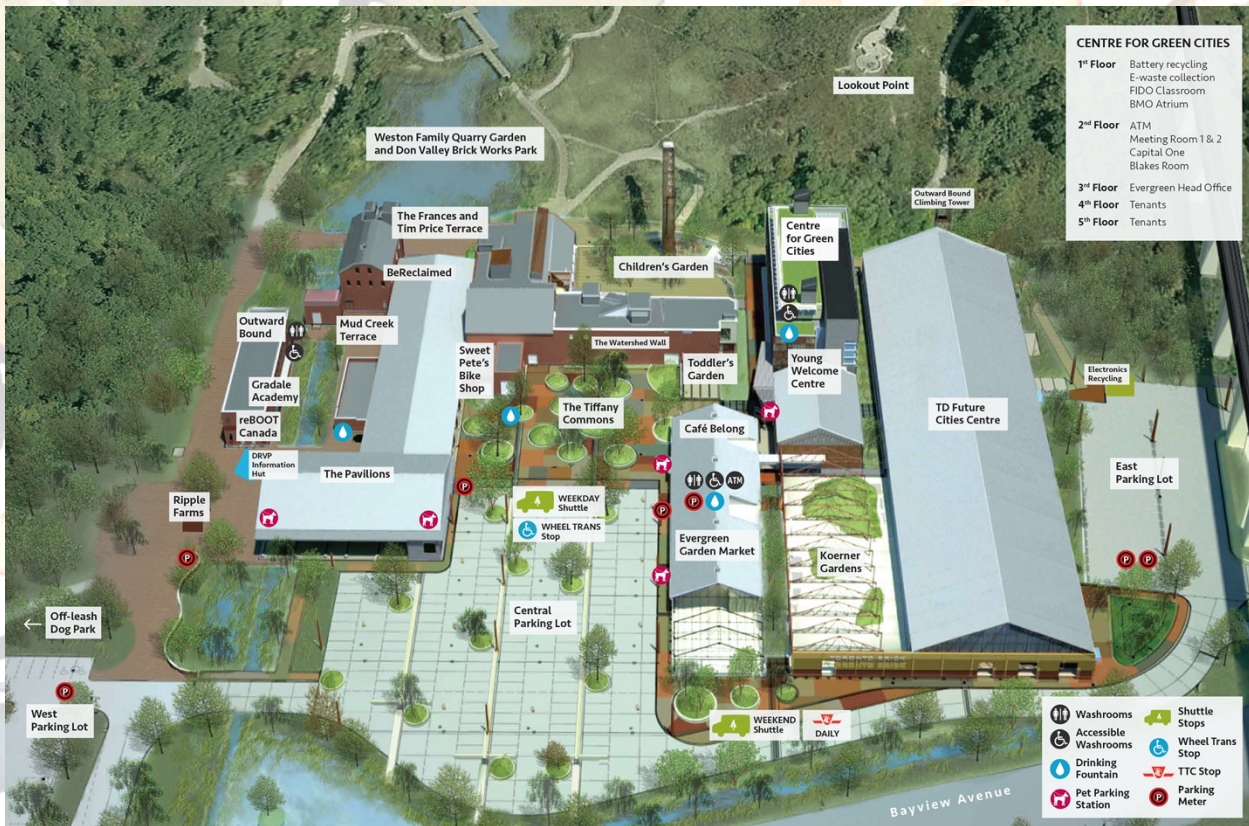 CENTRE FOR GREEN CITIES
1st Floor Battery recycling
E-waste collection
FIDO Classroom
BMO Atrium
2nd Floor ATM
Meeting Room 1 & 2
Capital One
Blakes Room
3rd Floor Evergreen Head Office
4th Floor Tenants
5th Floor Tenants
Lookout Point
Weston Family Quarry Garden
and Don Valley Brick Works Park
Outward Bound
Climbing Tower
The Frances and
Tim Price Terrace
Centre
for Green
Cities
BeReclaimed
Children's Garden
Outward
Bound
Mud Creek
Terrace
The Watershed Wall
Sweet
Pete's
Bike
Shop
Toddler's
Garden
Young
Welcome
Centre
Electronics
Recycling
Gradale
Academy
reBOOT
Canada
The Tiffany
Commons
Café Belong
TD Future
Cities Centre
DRVP
Information
Hut
The Pavilions
East
Parking Lot
ATM
P
P
P
WEEKDAY
Shuttle
WHEEL TRANS
Stop
Ripple
Farms
Evergreen
Garden Market
Koerner
Gardens
P
P P
Off-leash
Dog Park
Central
Parking Lot
TORONTO BRICK
TORONTO BRICK
P
West
Parking Lot
WEEKEND
Shuttle
TTC
DAILY
Bayview Avenue
Washrooms
Accessible
Washrooms
Drinking
Fountain
Pet Parking
Station
Shuttle
Stops
Wheel Trans
Stop
TTC
TTC Stop
P
Parking
Meter